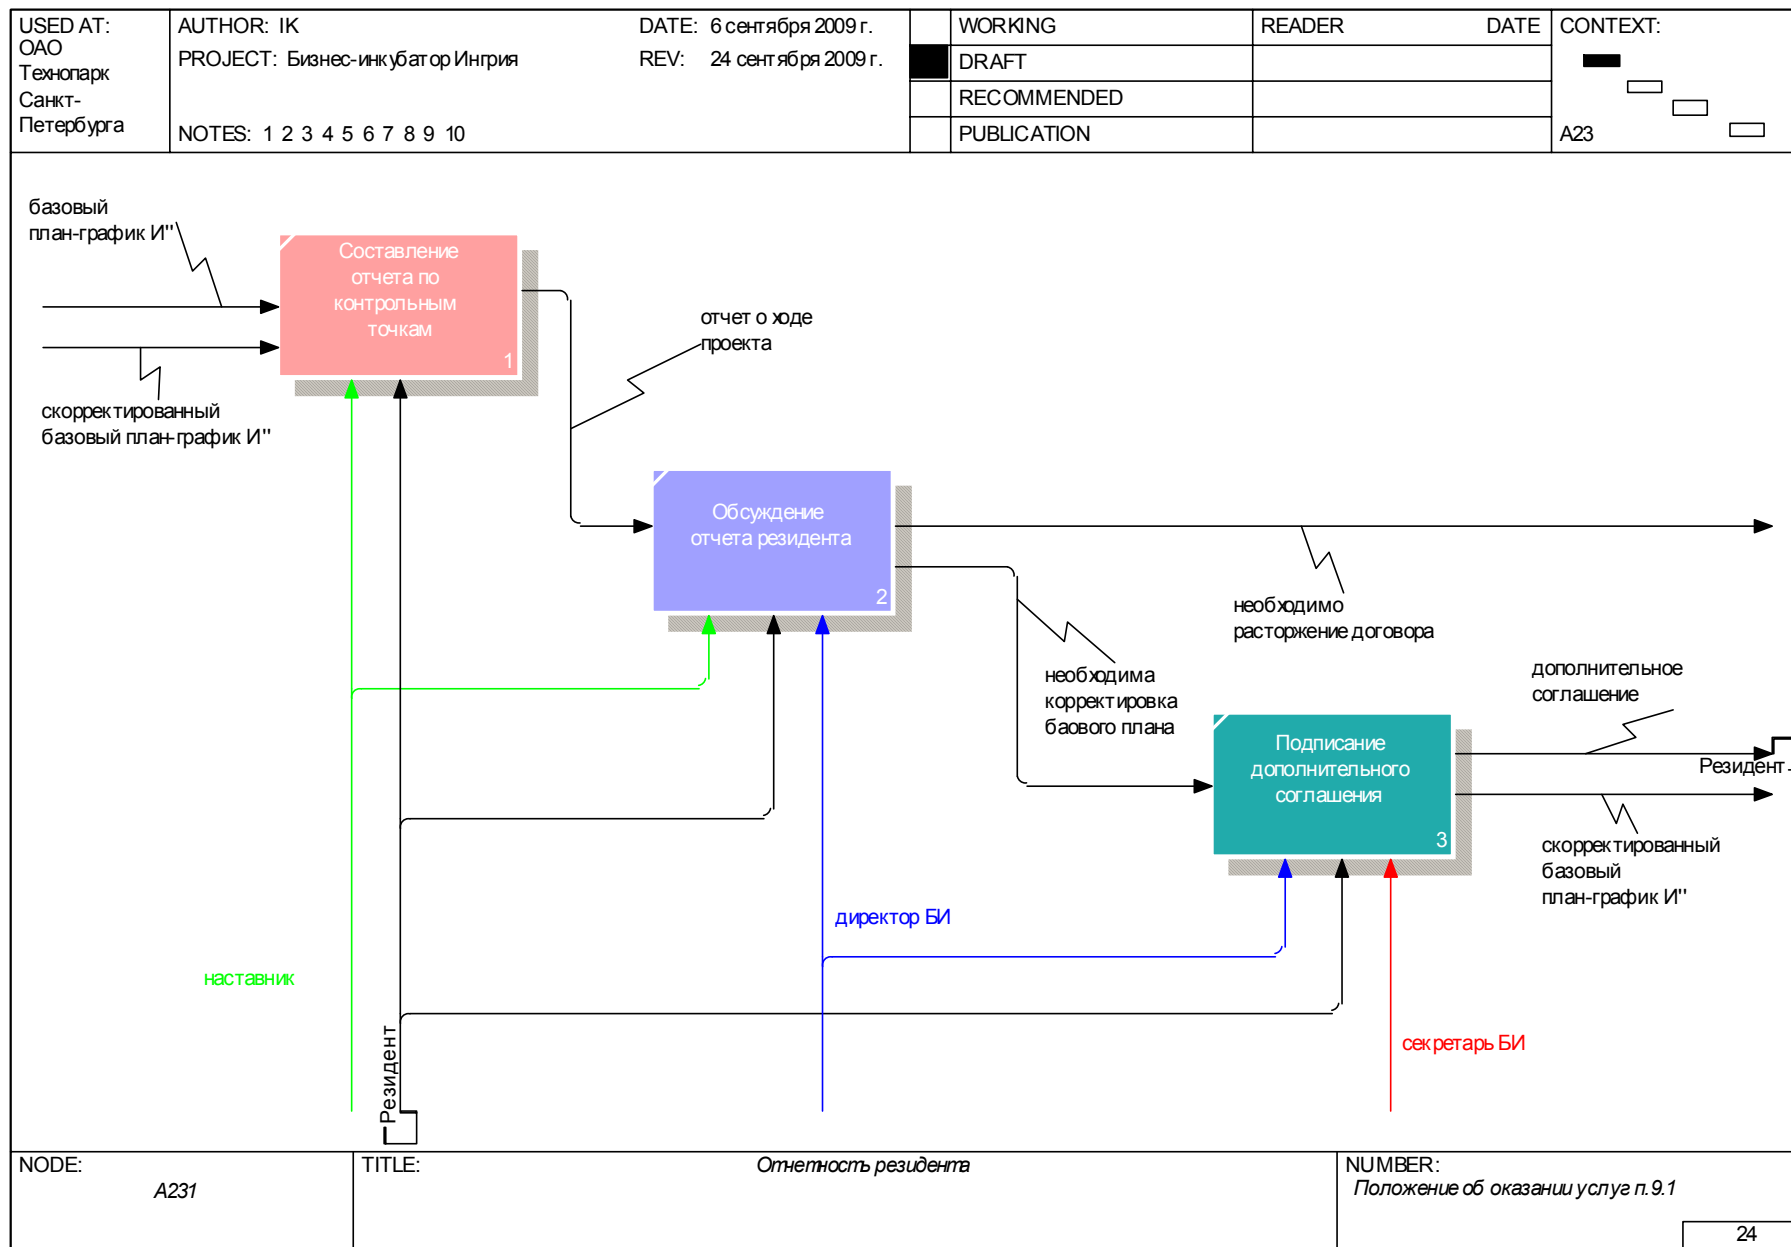 USED AT:
ОАО
Технопарк
Санкт-
Петербурга
AUTHOR: IK
DATE: 6 сентября 2009 г.
PROJECT: Бизнес-инкубатор Ингрия
REV: 24 сентября 2009 г.
NOTES: 1 2 3 4 5 6 7 8 9 10
WORKING
DRAFT
RECOMMENDED
PUBLICATION
READER DATE
CONTEXT:
A23
базовый
план-график И"
Составление
отчета по
контрольным
точкам
1
скорректированный
базовый план-график И"
отчет о ходе
проекта
Обсуждение
отчета резидента
2
необходимо
расторжение договора
необходима
корректировка
баового плана
дополнительное
соглашение
Подписание
дополнительного
соглашения
3
Резидент
скорректированный
базовый
план-график И"
директор БИ
наставник
Резидент
секретарь БИ
NODE:
A231
TITLE:
Отчетность резидента
NUMBER:
Положение об оказании услуг п.9.1
24